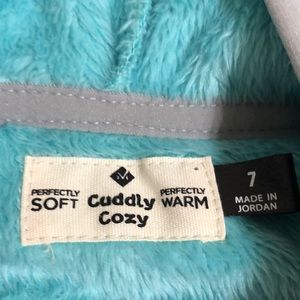 PERFECTLY
SOFT
Cuddly
Cozy
PERFECTLY
WARM
7
MADE IN
JORDAN